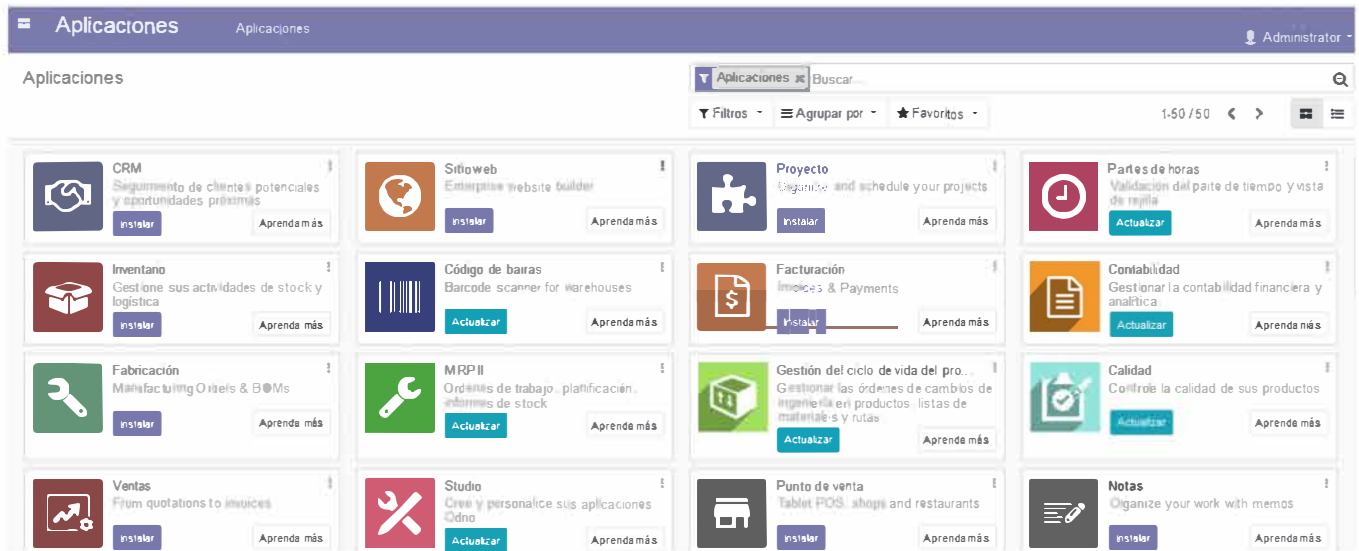 Aplicaciones Aplicaciones Administrator
Aplicaciones Aplicaciones Buscar...
Filtros Agrupar por Favoritos 1-50 / 50
CRM
Seguimiento de clientes potenciales
y oportunidades próximas
Instalar Aprenda más
Sitio web
Enterprise website builder
Instalar Aprenda más
Proyecto
Organize and schedule your projects
Instalar Aprenda más
Partes de horas
Validación del parte de tiempo y vista
de rejilla
Actualizar Aprenda más
Inventario
Gestione sus actividades de stock y
logística
Instalar Aprenda más
Código de barras
Barcode scanner for warehouses
Actualizar Aprenda más
Facturación
Invoices & Payments
Instalar Aprenda más
Contabilidad
Gestionar la contabilidad financiera y
analítica
Actualizar Aprenda más
Fabricación
Manufacturing Orders & BOMs
Instalar Aprenda más
MRP II
Ordenes de trabajo, planificación,
informes de stock
Actualizar Aprenda más
Gestión del ciclo de vida del pro...
Gestionar las órdenes de cambios de
ingeniería en productos, listas de
materiales y rutas
Actualizar Aprenda más
Calidad
Controle la calidad de sus productos
Actualizar Aprenda más
Ventas
From quotations to invoices
Instalar Aprenda más
Studio
Cree y personalice sus aplicaciones
Odoo
Actualizar Aprenda más
Punto de venta
Tablet POS, shops and restaurants
Instalar Aprenda más
Notas
Organize your work with memos
Instalar Aprenda más